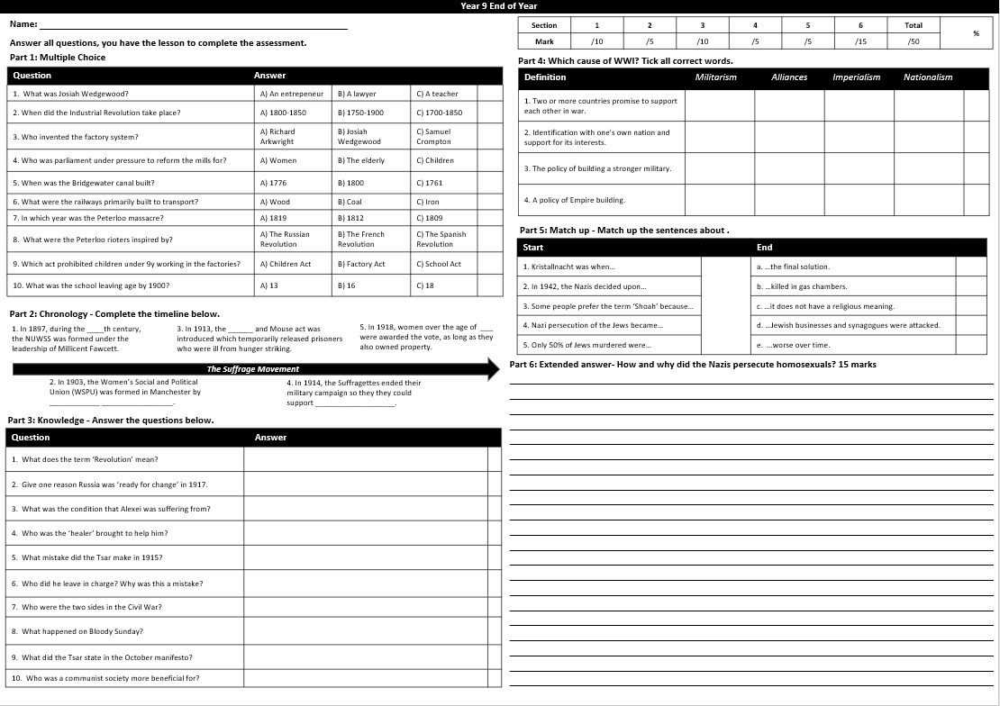 Year 9 End of Year
Name:
Answer all questions, you have the lesson to complete the assessment.
Part 1: Multiple Choice
Question Answer
1. What was Josiah Wedgewood? A) An entrepeneur B) A lawyer C) A teacher
2. When did the Industrial Revolution take place? A) 1800-1850 B) 1750-1900 C) 1700-1850
3. Who invented the factory system? A) Richard Arkwright B) Josiah Wedgewood C) Samuel Crompton
4. Who was parliament under pressure to reform the mills for? A) Women B) The elderly C) Children
5. When was the Bridgewater canal built? A) 1776 B) 1800 C) 1761
6. What were the railways primarily built to transport? A) Wood B) Coal C) Iron
7. In which year was the Peterloo massacre? A) 1819 B) 1812 C) 1809
8. What were the Peterloo rioters inspired by? A) The Russian Revolution B) The French Revolution C) The Spanish Revolution
9. Which act prohibited children under 9y working in the factories? A) Children Act B) Factory Act C) School Act
10. What was the school leaving age by 1900? A) 13 B) 16 C) 18
Part 2: Chronology - Complete the timeline below.
1. In 1897, during the ____th century,
the NUWSS was formed under the
leadership of Millicent Fawcett.
3. In 1913, the ______ and Mouse act was
introduced which temporarily released prisoners
who were ill from hunger striking.
5. In 1918, women over the age of ___
were awarded the vote, as long as they
also owned property.
The Suffrage Movement
2. In 1903, the Women's Social and Political
Union (WSPU) was formed in Manchester by
____________ _________________.
4. In 1914, the Suffragettes ended their
military campaign so they they could
support ___________________.
Part 3: Knowledge - Answer the questions below.
Question Answer
1. What does the term ‘Revolution’ mean?
2. Give one reason Russia was ‘ready for change’ in 1917.
3. What was the condition that Alexei was suffering from?
4. Who was the ‘healer’ brought to help him?
5. What mistake did the Tsar make in 1915?
6. Who did he leave in charge? Why was this a mistake?
7. Who were the two sides in the Civil War?
8. What happened on Bloody Sunday?
9. What did the Tsar state in the October manifesto?
10. Who was a communist society more beneficial for?
Section 1 2 3 4 5 6 Total %
Mark /10 /5 /10 /5 /5 /15 /50
Part 4: Which cause of WWI? Tick all correct words.
Definition Militarism Alliances Imperialism Nationalism
1. Two or more countries promise to support
each other in war.
2. Identification with one's own nation and
support for its interests.
3. The policy of building a stronger military.
4. A policy of Empire building.
Part 5: Match up - Match up the sentences about .
Start End
1. Kristallnacht was when… a. …the final solution.
2. In 1942, the Nazis decided upon… b. …killed in gas chambers.
3. Some people prefer the term ‘Shoah’ because… c. …it does not have a religious meaning.
4. Nazi persecution of the Jews became… d. …Jewish businesses and synagogues were attacked.
5. Only 50% of Jews murdered were… e. …worse over time.
Part 6: Extended answer- How and why did the Nazis persecute homosexuals? 15 marks